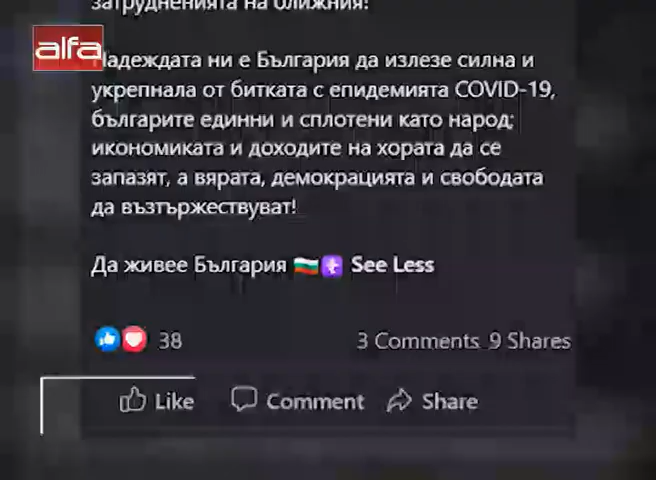 затрудненията на ближния!
alfa
Надеждата ни е България да излезе силна и
укрепнала от битката с епидемията COVID-19,
българите единни и сплотени като народ;
икономиката и доходите на хората да се
запазят, а вярата, демокрацията и свободата
да възтържествуват!
Да живее България See Less
38 3 Comments 9 Shares
Like Comment Share